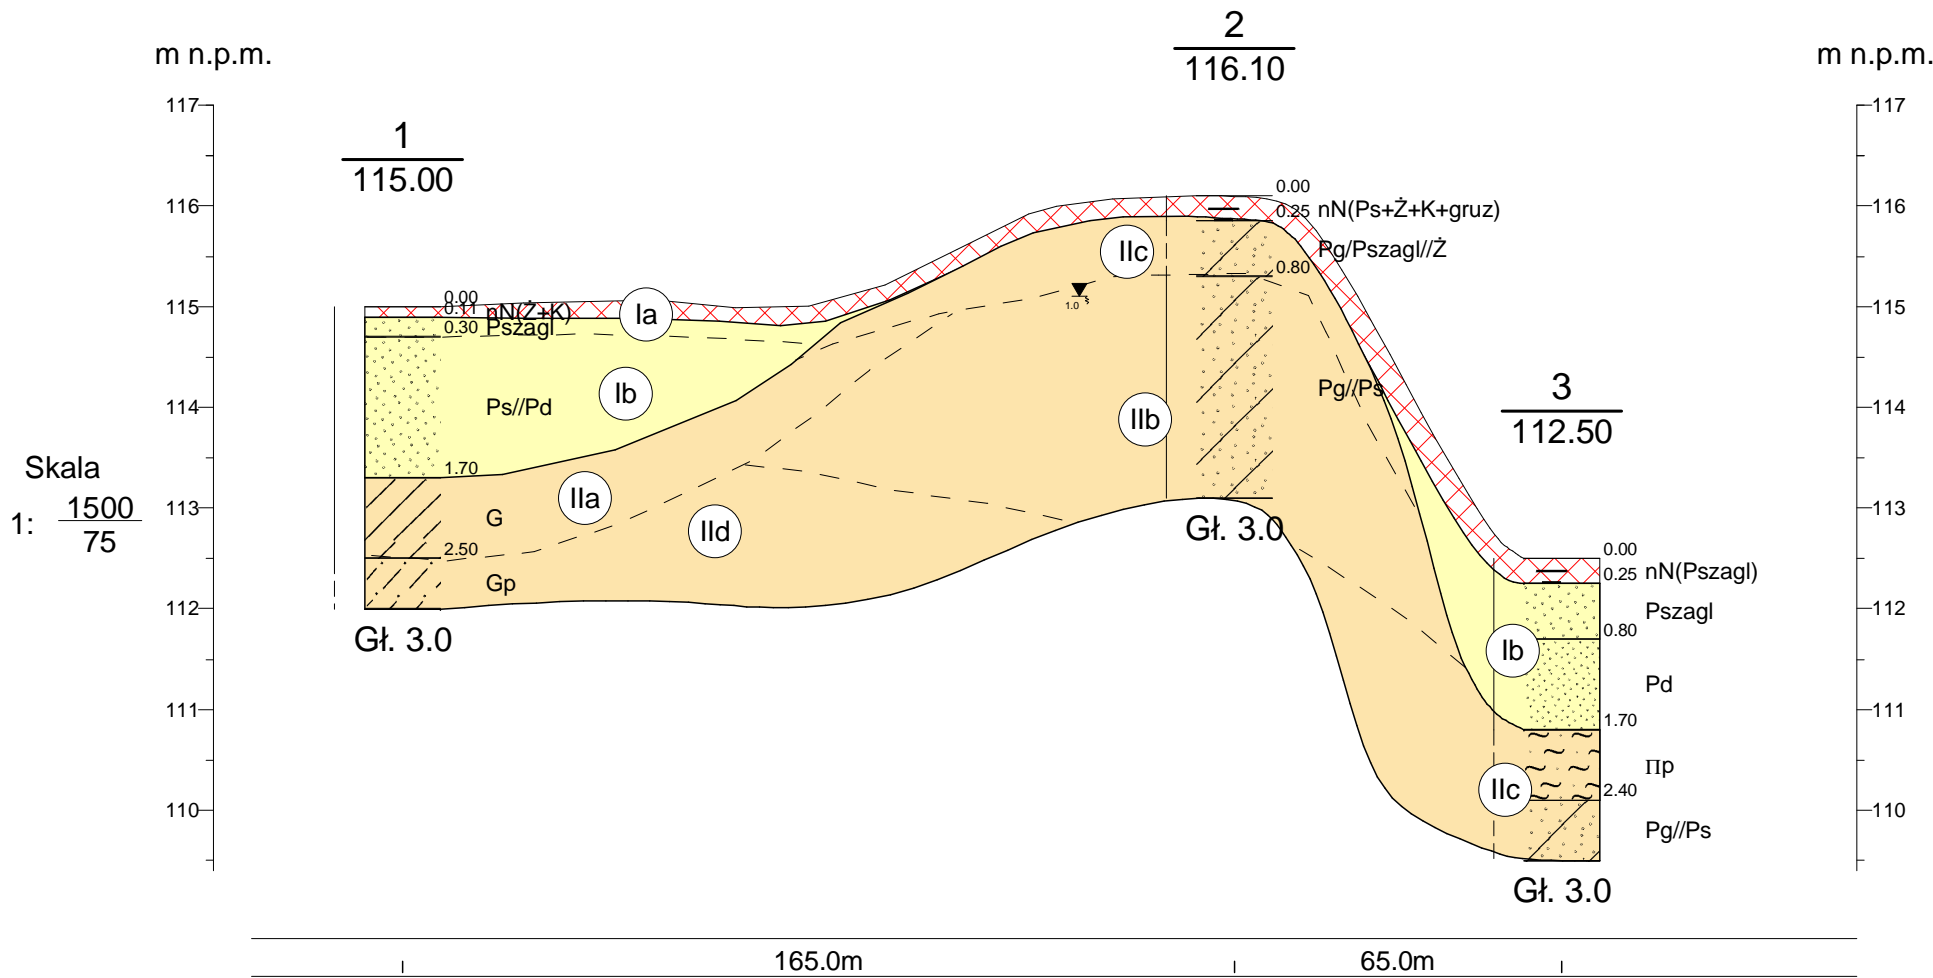 2
116.10
m n.p.m.
m n.p.m.
117
117
1
115.00
116
116
0.00
0.25 nN(Ps+Ż+K+gruz)
Pg/Pszagl//Ż
0.80
IIc
115
115
0.00
0.11 nN(Ż+K)
0.30 Pszagl
Ia
1.0
Ib
Ps//Pd
114
114
Pg//Ps
IIb
3
112.50
Skala
1: 1500
75
1.70
IIa
G
113
113
IId
Gł. 3.0
2.50
Gp
0.00
0.25 nN(Pszagl)
112
112
Pszagl
Gł. 3.0
0.80
Ib
Pd
111
111
1.70
Πp
IIc
2.40
110
110
Pg//Ps
Gł. 3.0
165.0m
65.0m